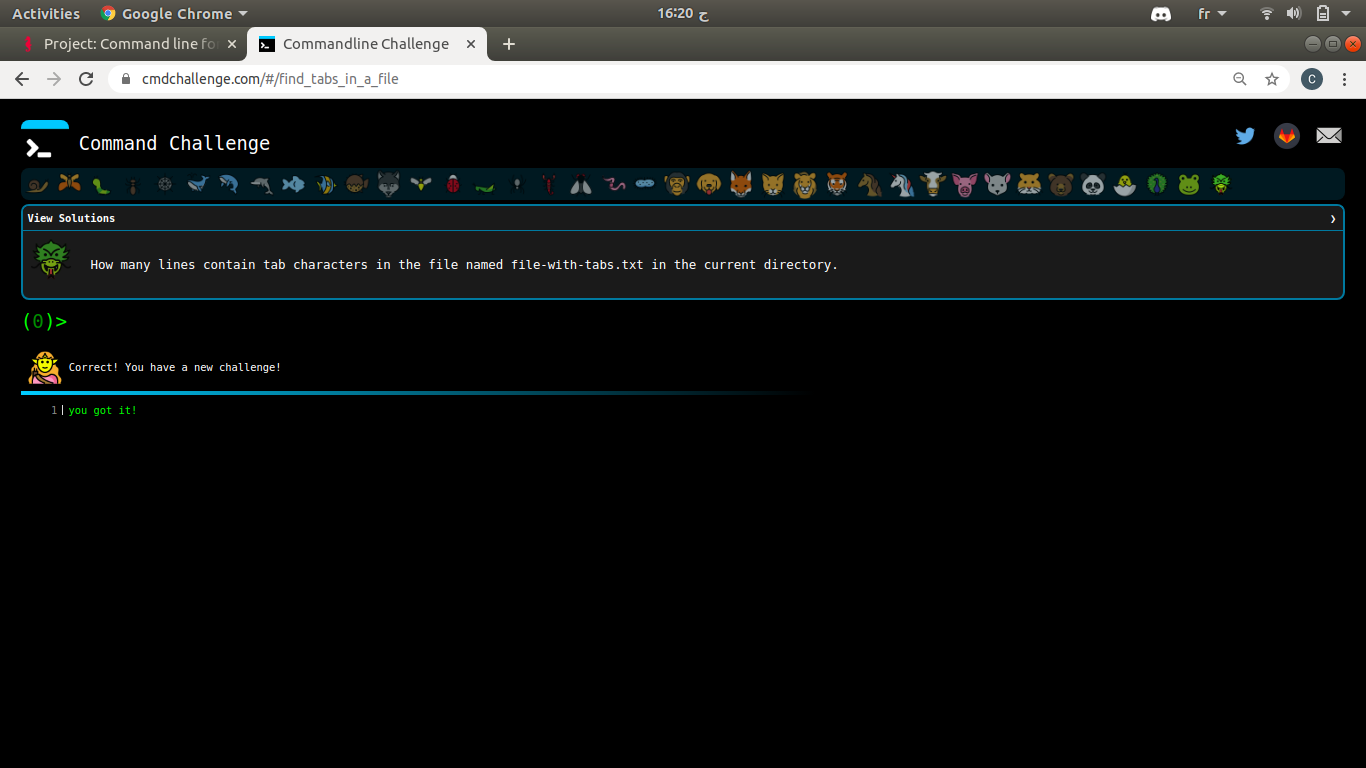 Activities Google Chrome 16:20 ح fr
Project: Command line fo Commandline Challenge
cmdchallenge.com/#/find_tabs_in_a_file C
Command Challenge
View Solutions
How many lines contain tab characters in the file named file-with-tabs.txt in the current directory.
(0)>
Correct! You have a new challenge!
1 you got it!